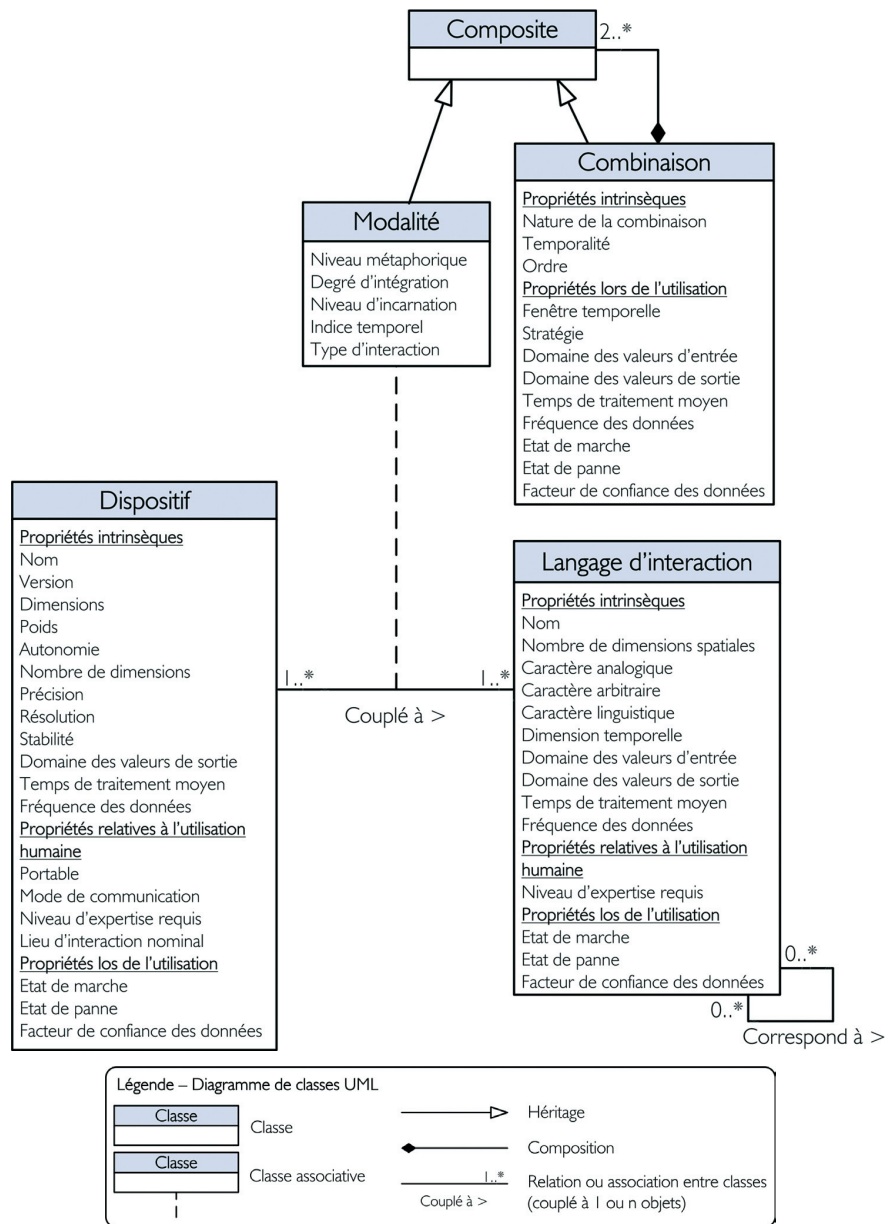 Composite
2..*
Combinaison
Propriétés intrinsèques
Nature de la combinaison
Temporalité
Ordre
Propriétés lors de l'utilisation
Fenêtre temporelle
Stratégie
Domaine des valeurs d'entrée
Domaine des valeurs de sortie
Temps de traitement moyen
Fréquence des données
Etat de marche
Etat de panne
Facteur de confiance des données
Modalité
Niveau métaphorique
Degré d'intégration
Niveau d'incarnation
Indice temporel
Type d'interaction
Dispositif
Propriétés intrinsèques
Nom
Version
Dimensions
Poids
Autonomie
Nombre de dimensions
Précision
Résolution
Stabilité
Domaine des valeurs de sortie
Temps de traitement moyen
Fréquence des données
Propriétés relatives à l'utilisation
humaine
Portable
Mode de communication
Niveau d'expertise requis
Lieu d'interaction nominal
Propriétés los de l'utilisation
Etat de marche
Etat de panne
Facteur de confiance des données
1..*
1..*
Couplé à >
Langage d'interaction
Propriétés intrinsèques
Nom
Nombre de dimensions spatiales
Caractère analogique
Caractère arbitraire
Caractère linguistique
Dimension temporelle
Domaine des valeurs d'entrée
Domaine des valeurs de sortie
Temps de traitement moyen
Fréquence des données
Propriétés relatives à l'utilisation
humaine
Niveau d'expertise requis
Propriétés los de l'utilisation
Etat de marche
Etat de panne
Facteur de confiance des données
0..*
0..*
Correspond à >
Légende – Diagramme de classes UML
Classe
Classe
Classe
Classe associative
Héritage
Composition
1..*
Couplé à >
Relation ou association entre classes
(couplé à 1 ou n objets)